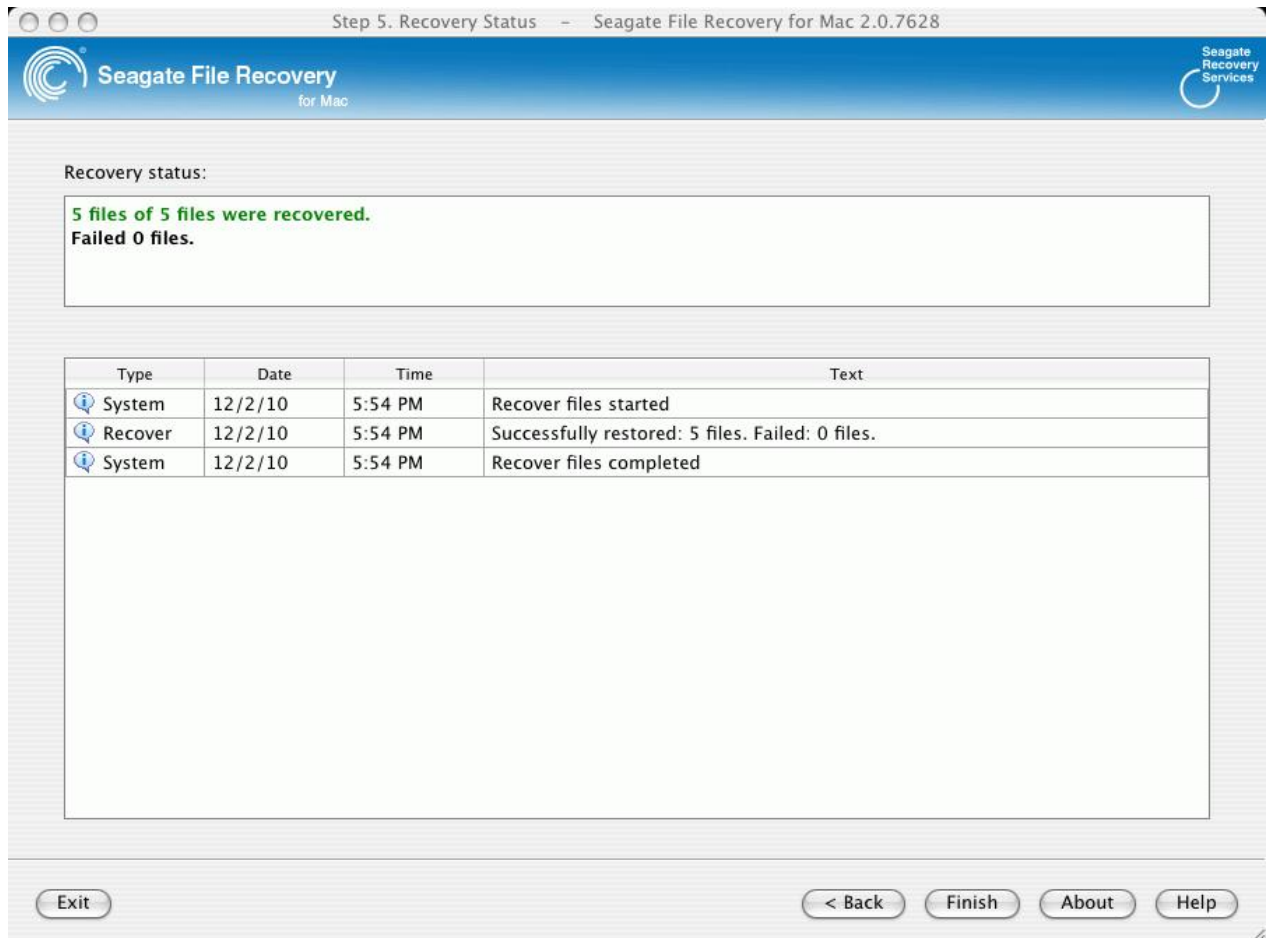 Step 5. Recovery Status – Seagate File Recovery for Mac 2.0.7628
Seagate File Recovery
for Mac
Seagate
Recovery
Services
Recovery status:
5 files of 5 files were recovered.
Failed 0 files.
Type Date Time Text
System 12/2/10 5:54 PM Recover files started
Recover 12/2/10 5:54 PM Successfully restored: 5 files. Failed: 0 files.
System 12/2/10 5:54 PM Recover files completed
Exit < Back Finish About Help